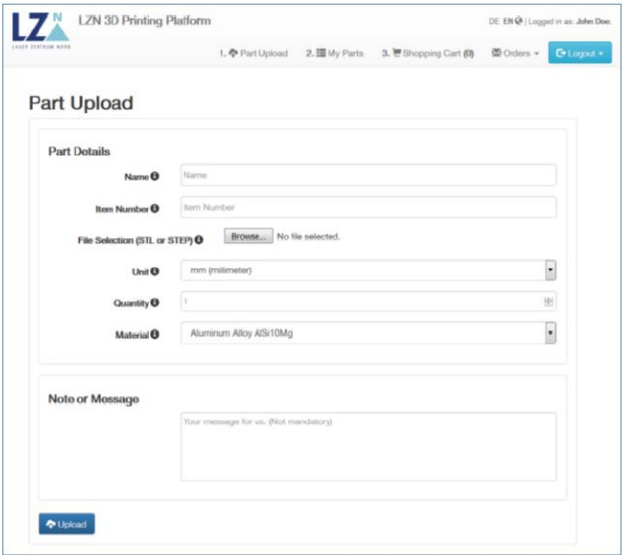 LZN
LASER ZENTRUM NORD
LZN 3D Printing Platform
DE EN | Logged in as: John Doe.
1. Part Upload 2. My Parts 3. Shopping Cart (0) Orders Logout
Part Upload
Part Details
Name Name
Item Number Item Number
File Selection (STL or STEP) Browse... No file selected.
Unit mm (milimeter)
Quantity 1
Material Aluminum Alloy AlSi10Mg
Note or Message
Your message for us. (Not mandatory)
Upload